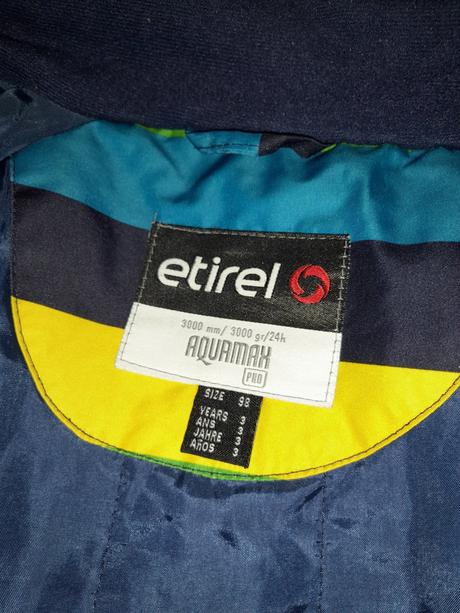 etirel
3000 mm/ 3000 gr/24h
AQUAMAX
PRO
SIZE 98
YEARS 3
ANS 3
JAHRE 3
AÑOS 3